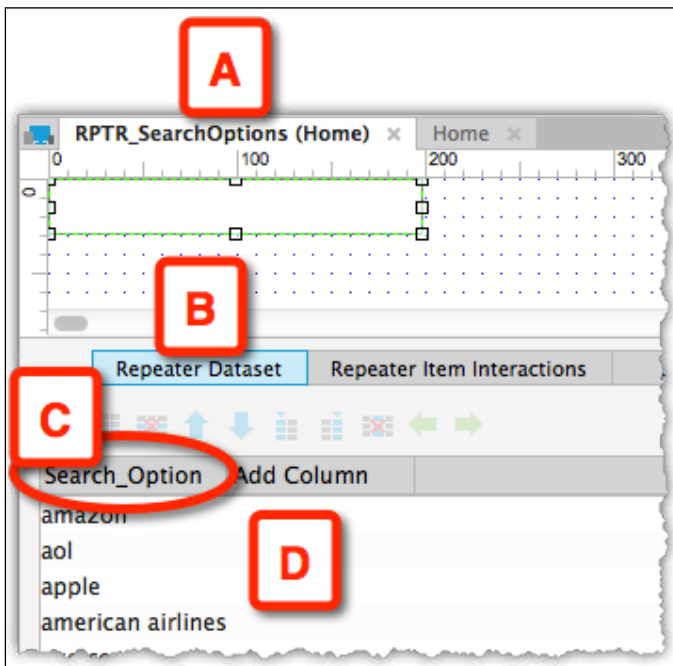 A
RPTR_SearchOptions (Home) × Home ×
0 100 200 300
0
B
Repeater Dataset Repeater Item Interactions
C
Search_Option Add Column
amazon
aol
D
apple
american airlines